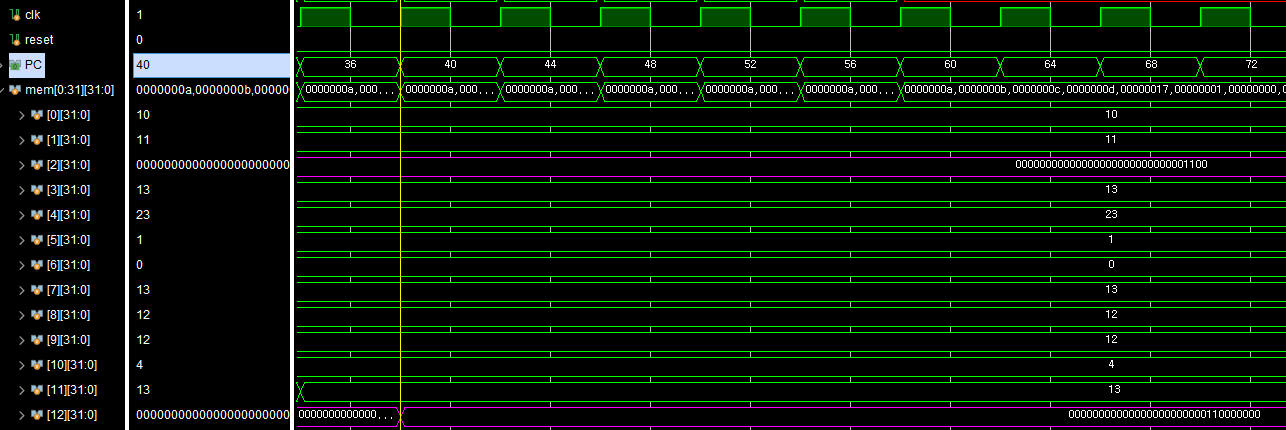 clk 1
reset 0
PC 40 36 40 44 48 52 56 60 64 68 72
mem[0:31][31:0] 0000000a,0000000b,000000 0000000a,000... 0000000a,000... 0000000a,000... 0000000a,000... 0000000a,000... 0000000a,000... 0000000a,0000000b,0000000c,0000000d,00000017,00000001,00000000,0
[0][31:0] 10 10
[1][31:0] 11 11
[2][31:0] 0000000000000000000000 00000000000000000000000000001100
[3][31:0] 13 13
[4][31:0] 23 23
[5][31:0] 1 1
[6][31:0] 0 0
[7][31:0] 13 13
[8][31:0] 12 12
[9][31:0] 12 12
[10][31:0] 4 4
[11][31:0] 13 13
[12][31:0] 0000000000000000000000 0000000000000... 00000000000000000000000110000000